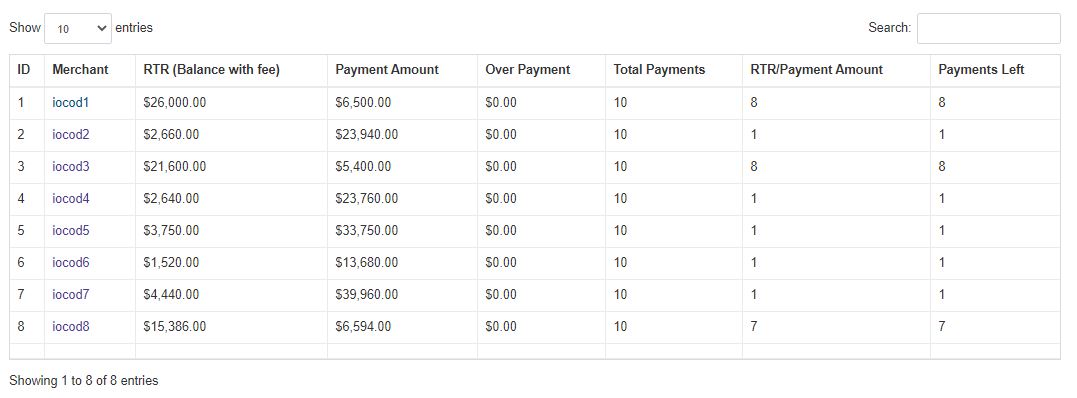 Show 10 entries Search:
ID Merchant RTR (Balance with fee) Payment Amount Over Payment Total Payments RTR/Payment Amount Payments Left
1 iocod1 $26,000.00 $6,500.00 $0.00 10 8 8
2 iocod2 $2,660.00 $23,940.00 $0.00 10 1 1
3 iocod3 $21,600.00 $5,400.00 $0.00 10 8 8
4 iocod4 $2,640.00 $23,760.00 $0.00 10 1 1
5 iocod5 $3,750.00 $33,750.00 $0.00 10 1 1
6 iocod6 $1,520.00 $13,680.00 $0.00 10 1 1
7 iocod7 $4,440.00 $39,960.00 $0.00 10 1 1
8 iocod8 $15,386.00 $6,594.00 $0.00 10 7 7
Showing 1 to 8 of 8 entries